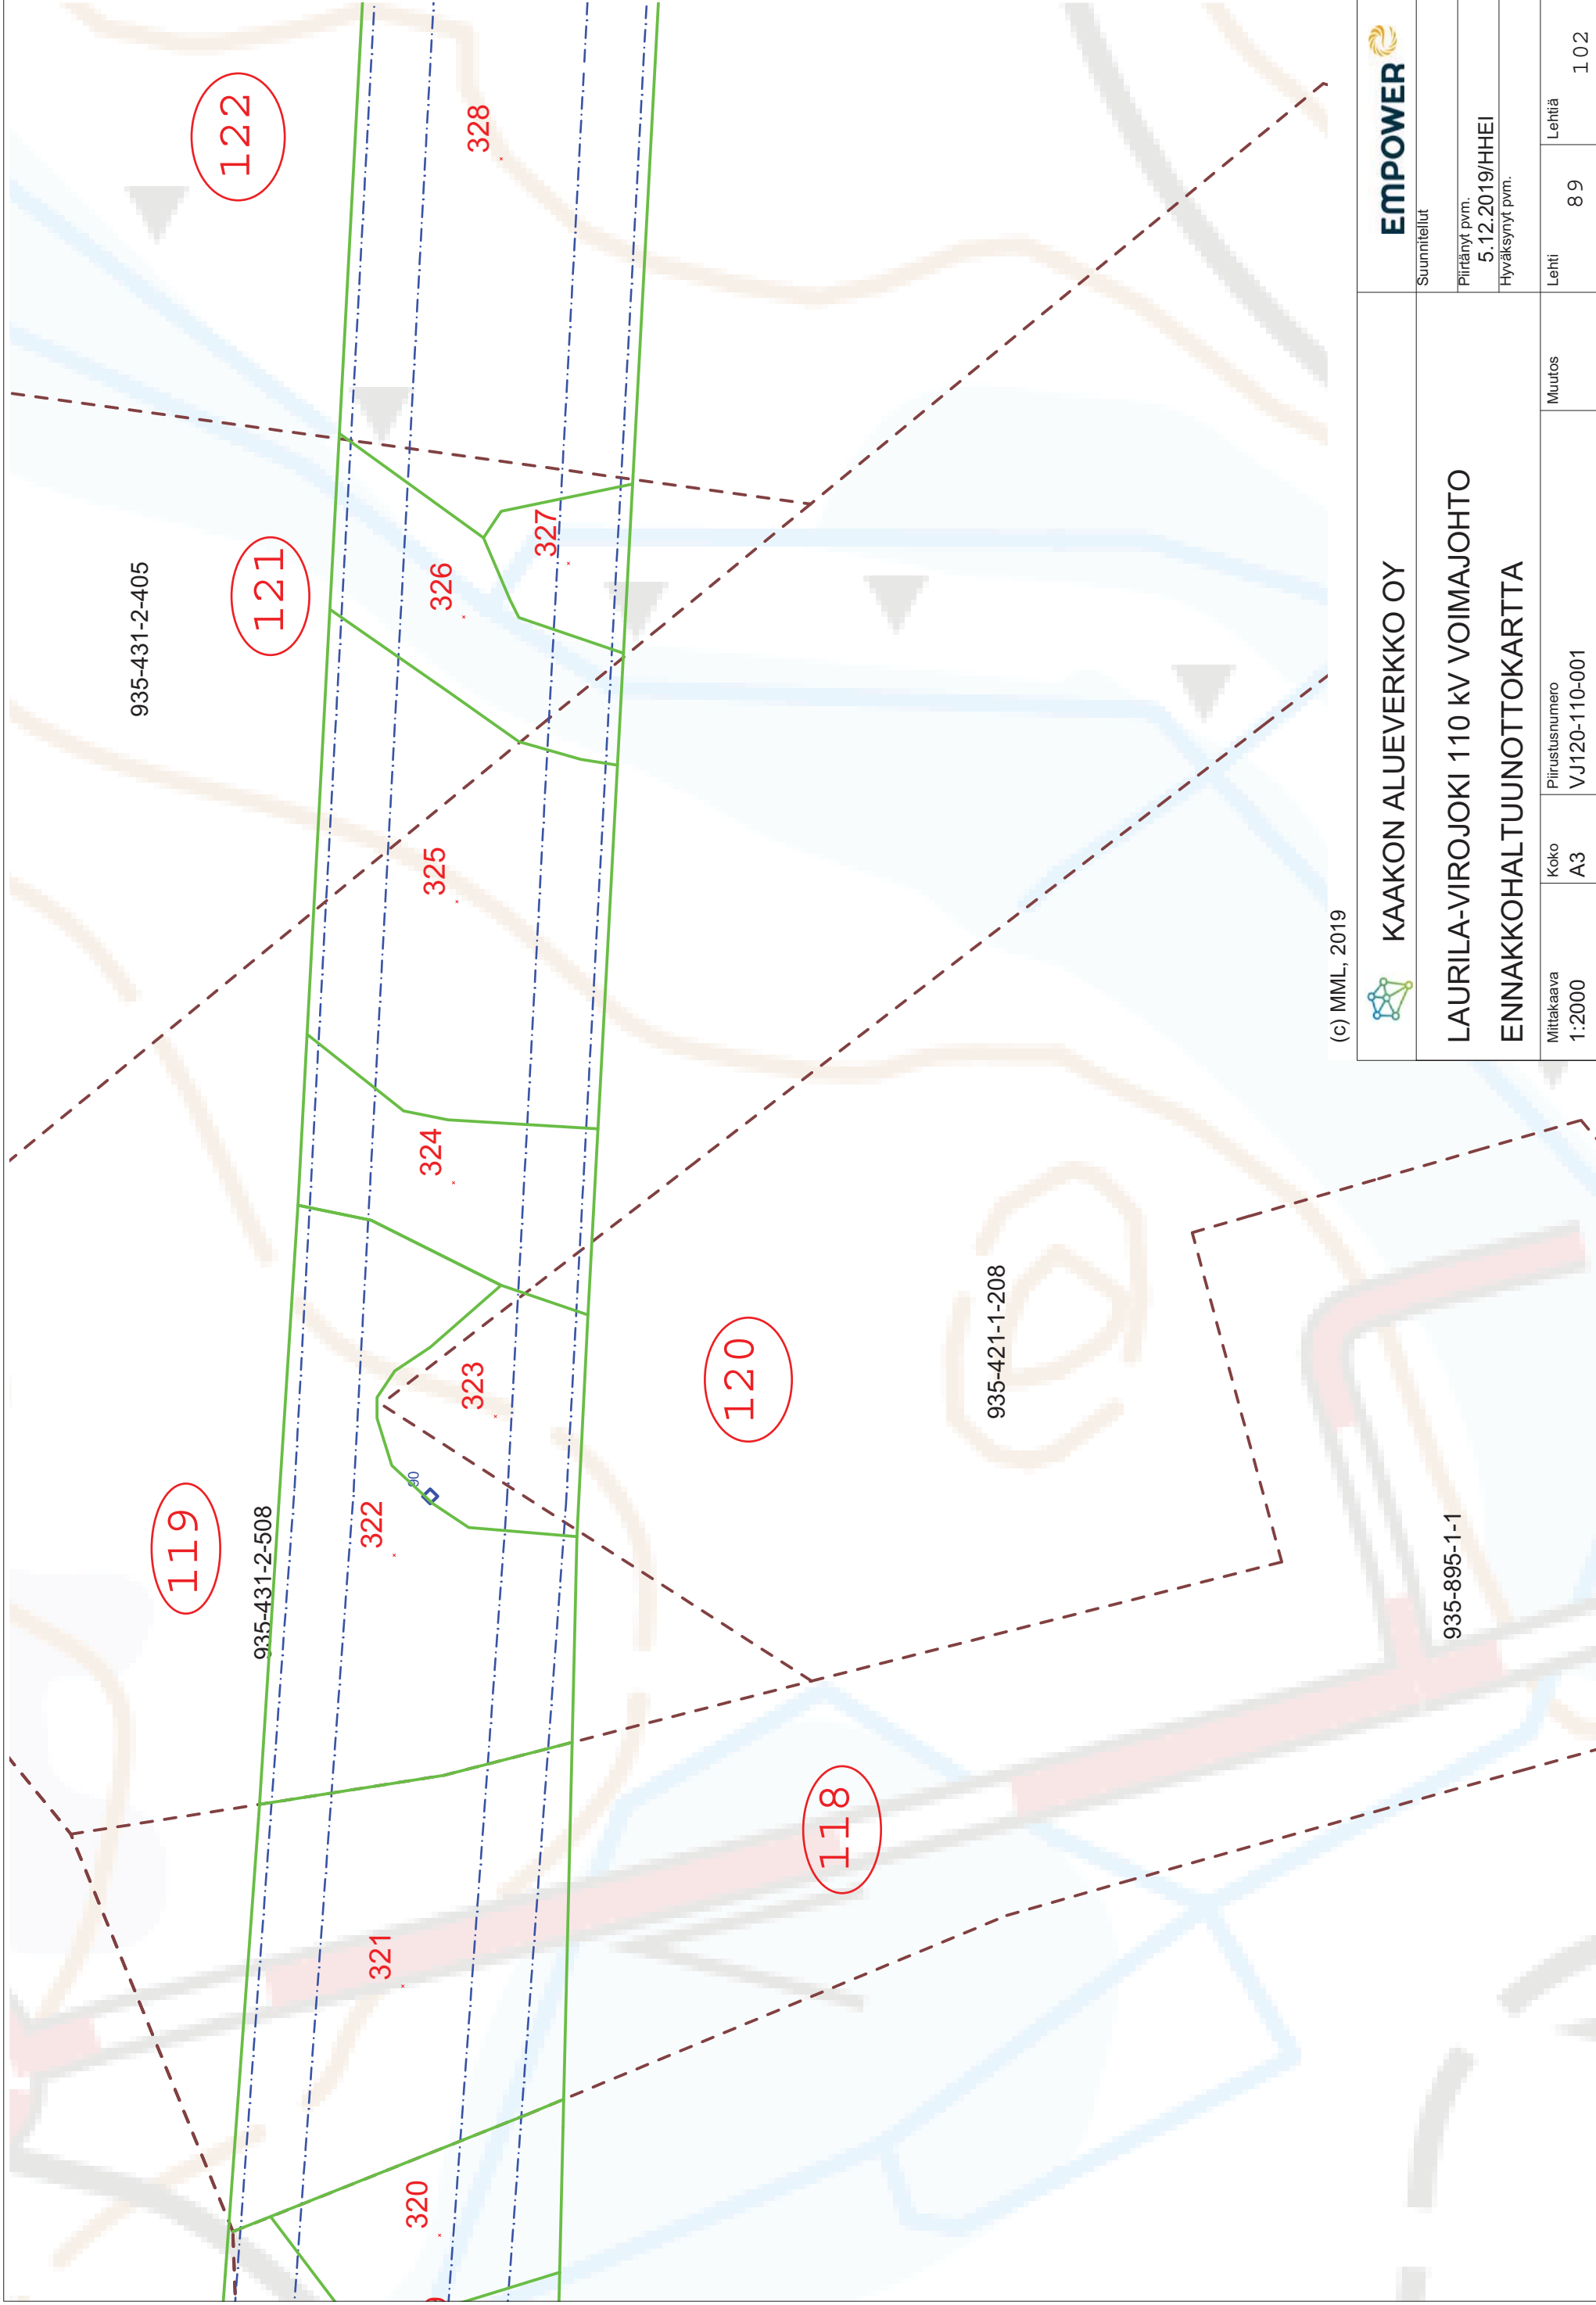 122
328
935-431-2-405
121
326
327
325
324
119
935-431-2-508
322
90
323
120
935-421-1-208
321
118
935-895-1-1
320
(c) MML, 2019
KAAKON ALUEVERKKO OY
EMPOWER
LAURILA-VIROJOKI 110 kV VOIMAJOHTO
ENNAKKOHALTUUNOTTOKARTTA
Suunnitellut
Piirtänyt pvm.
5.12.2019/HHEI
Hyväksynyt pvm.
Mittakaava
1:2000
Koko
A3
Piirustusnumero
VJ120-110-001
Muutos
Lehti
89
Lehtiä
102